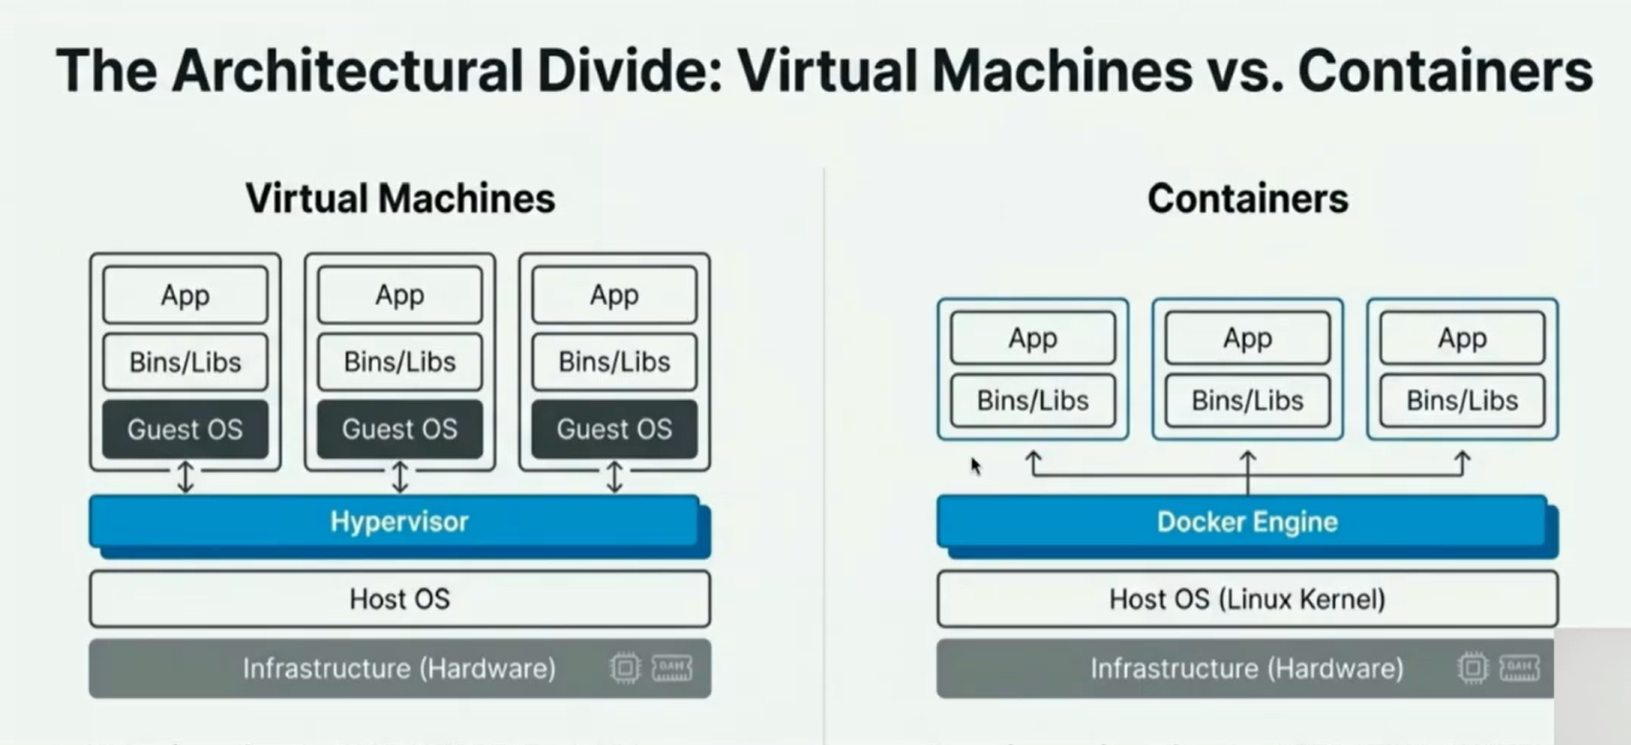 The Architectural Divide: Virtual Machines vs. Containers
Virtual Machines
App
App
App
Bins/Libs
Bins/Libs
Bins/Libs
Guest OS
Guest OS
Guest OS
Hypervisor
Host OS
Infrastructure (Hardware)
Containers
App
App
App
Bins/Libs
Bins/Libs
Bins/Libs
Docker Engine
Host OS (Linux Kernel)
Infrastructure (Hardware)